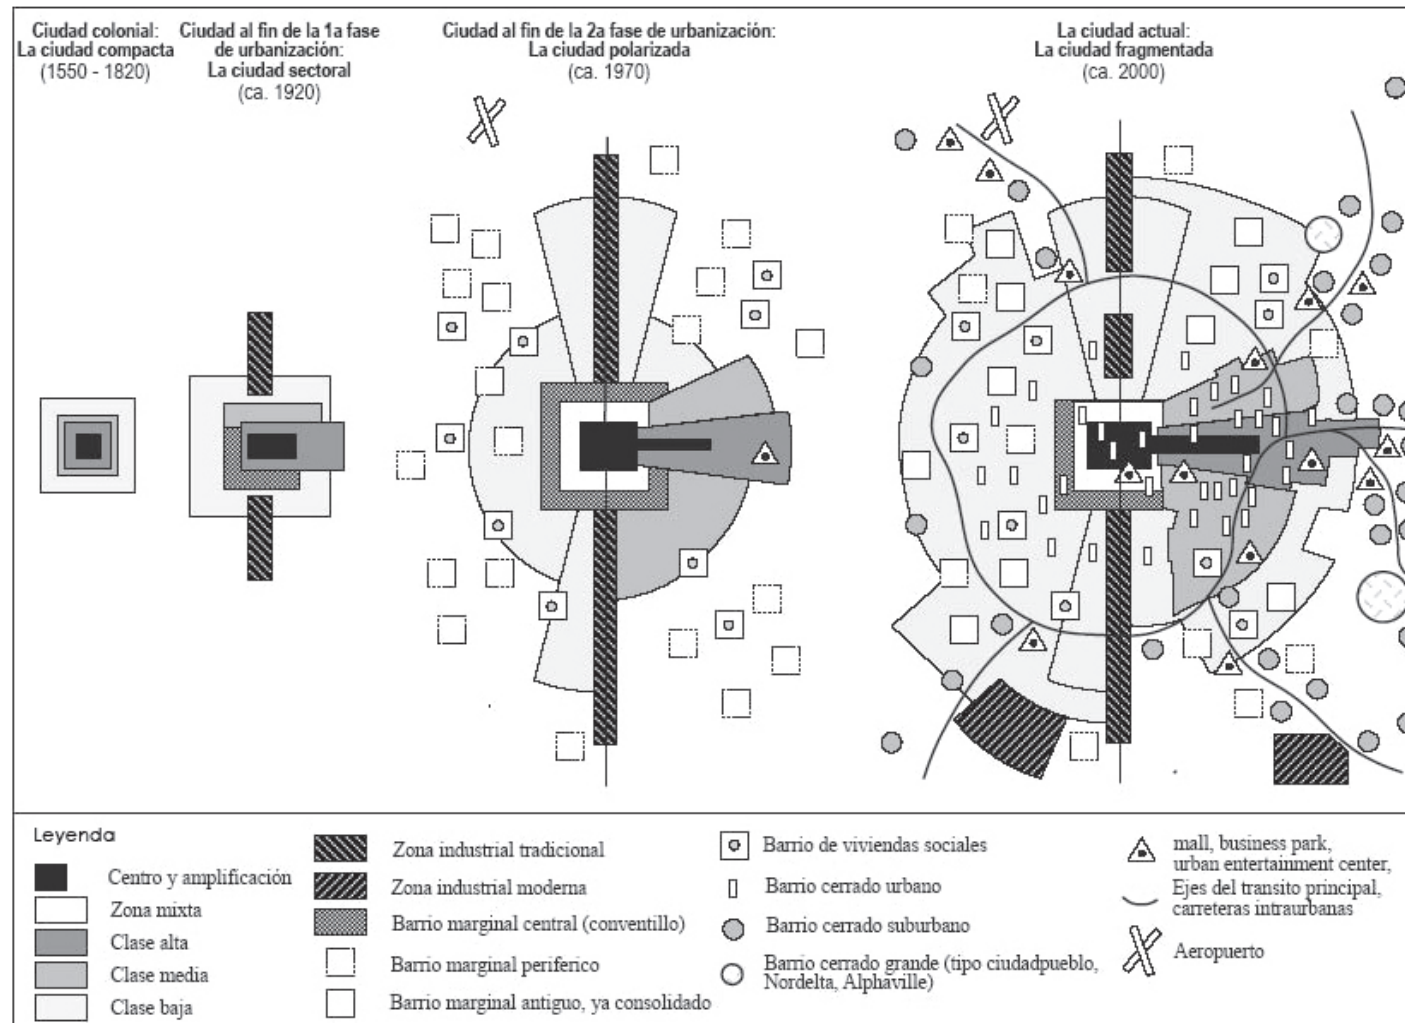 Ciudad colonial:
La ciudad compacta
(1550 - 1820)
Ciudad al fin de la 1a fase
de urbanización:
La ciudad sectoral
(ca. 1920)
Ciudad al fin de la 2a fase de urbanización:
La ciudad polarizada
(ca. 1970)
La ciudad actual:
La ciudad fragmentada
(ca. 2000)
Leyenda
Centro y amplificación
Zona mixta
Clase alta
Clase media
Clase baja
Zona industrial tradicional
Zona industrial moderna
Barrio marginal central (conventillo)
Barrio marginal periferico
Barrio marginal antiguo, ya consolidado
Barrio de viviendas sociales
Barrio cerrado urbano
Barrio cerrado suburbano
Barrio cerrado grande (tipo ciudadpueblo,
Nordelta, Alphaville)
mall, business park,
urban entertainment center,
Ejes del transito principal,
carreteras intraurbanas
Aeropuerto